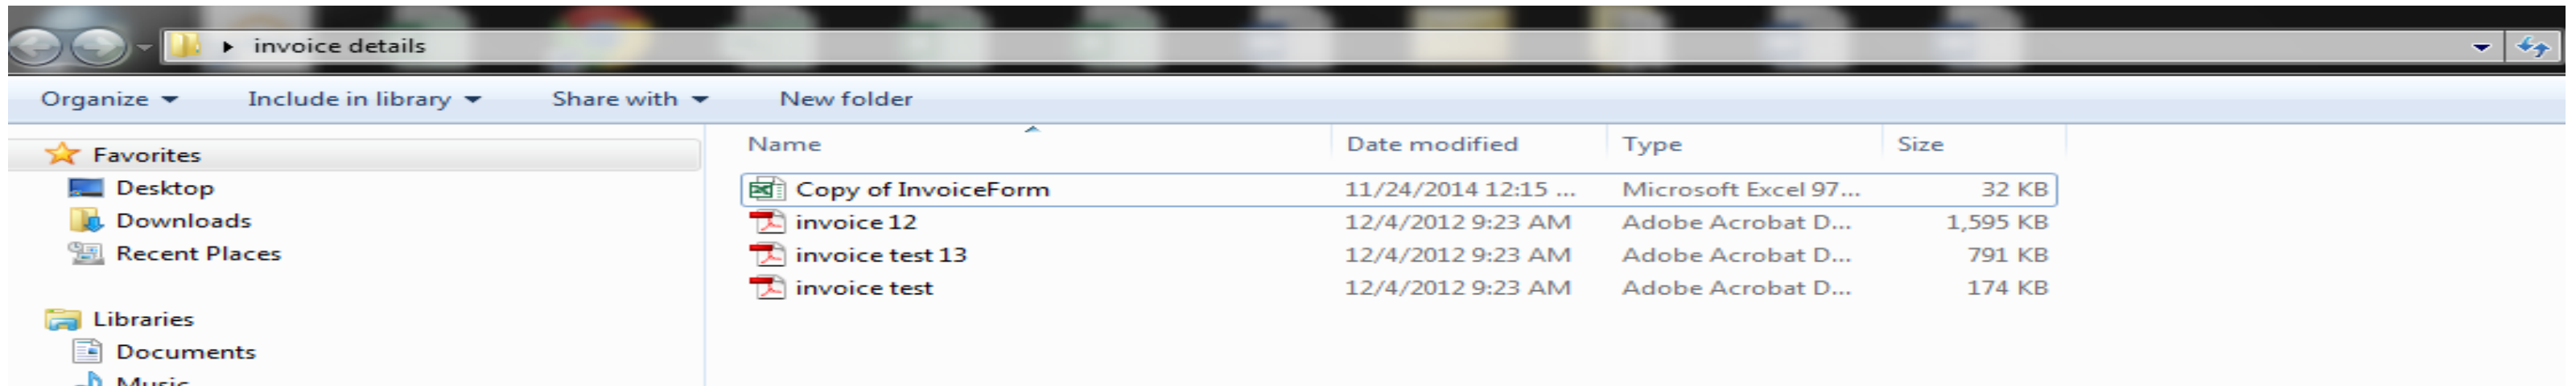 invoice details
Organize Include in library Share with New folder
Favorites
Desktop
Downloads
Recent Places
Libraries
Documents
Music
Name Date modified Type Size
Copy of InvoiceForm 11/24/2014 12:15 ... Microsoft Excel 97... 32 KB
invoice 12 12/4/2012 9:23 AM Adobe Acrobat D... 1,595 KB
invoice test 13 12/4/2012 9:23 AM Adobe Acrobat D... 791 KB
invoice test 12/4/2012 9:23 AM Adobe Acrobat D... 174 KB